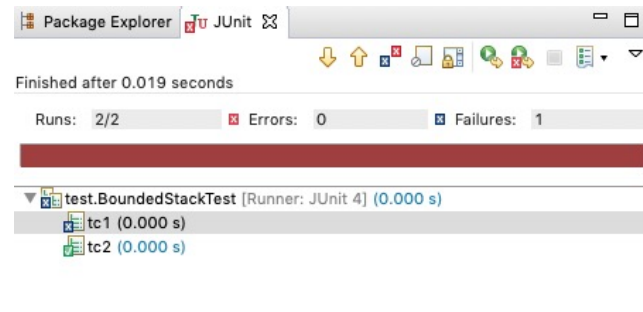 Package Explorer JUnit
Finished after 0.019 seconds
Runs: 2/2 Errors: 0 Failures: 1
test.BoundedStackTest [Runner: JUnit 4] (0.000 s)
tc1 (0.000 s)
tc2 (0.000 s)